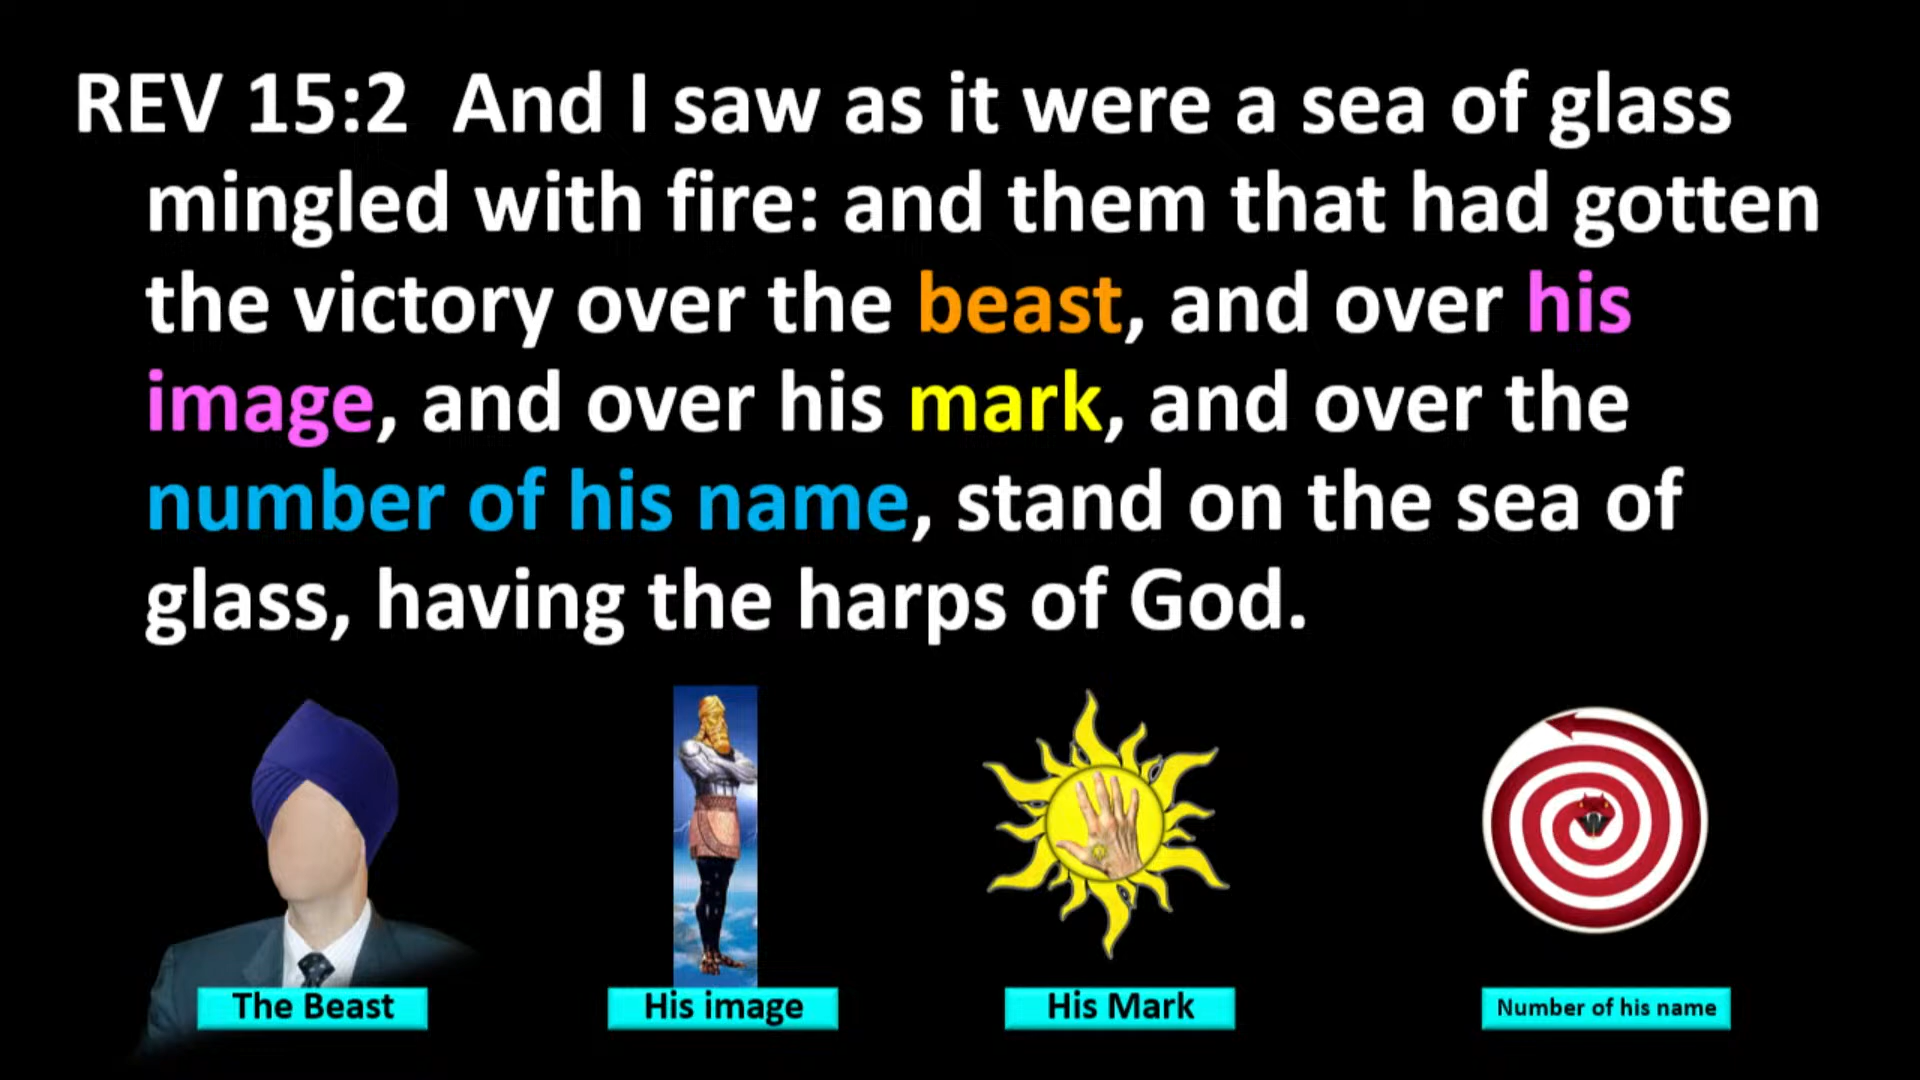 REV 15:2 And I saw as it were a sea of glass
mingled with fire: and them that had gotten
the victory over the beast, and over his
image, and over his mark, and over the
number of his name, stand on the sea of
glass, having the harps of God.
The Beast
His image
His Mark
Number of his name